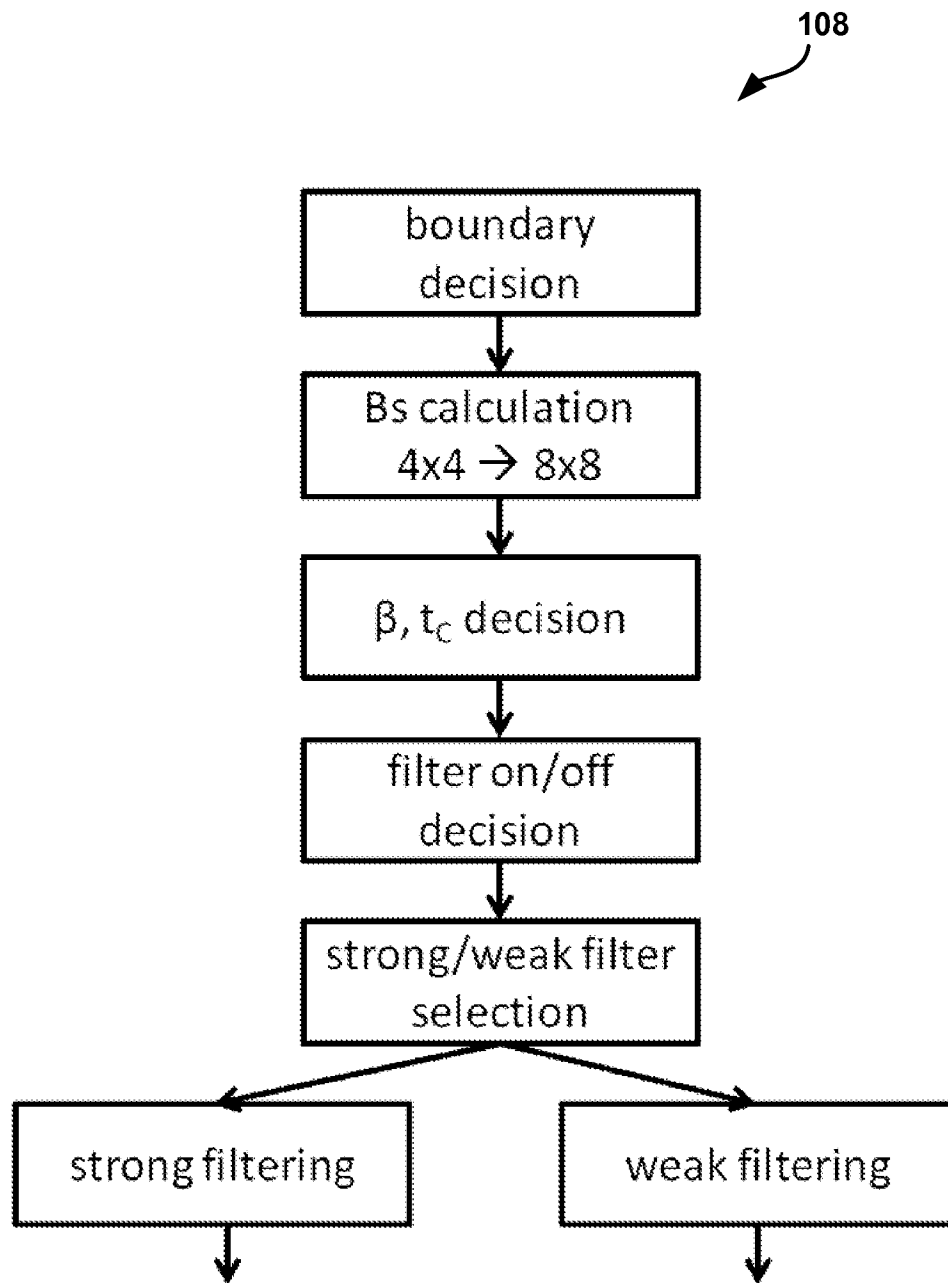 108
boundary
decision
Bs calculation
4x4 → 8x8
β, t_C decision
filter on/off
decision
strong/weak filter
selection
strong filtering
weak filtering